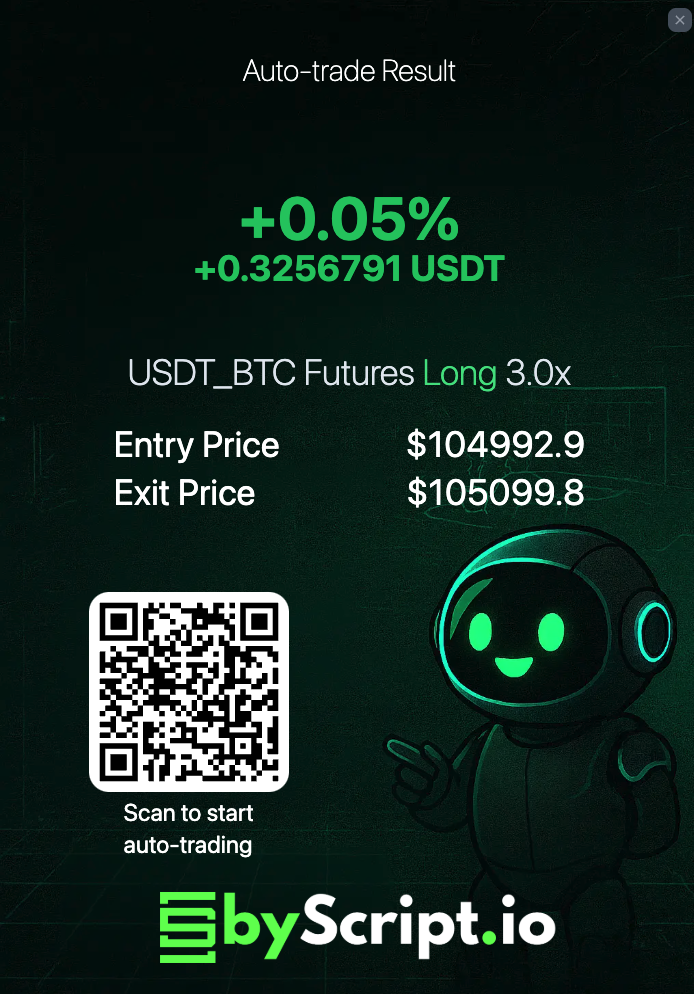 Auto-trade Result
+0.05%
+0.3256791 USDT
USDT_BTC Futures Long 3.0x
Entry Price $104992.9
Exit Price $105099.8
Scan to start
auto-trading
byScript.io